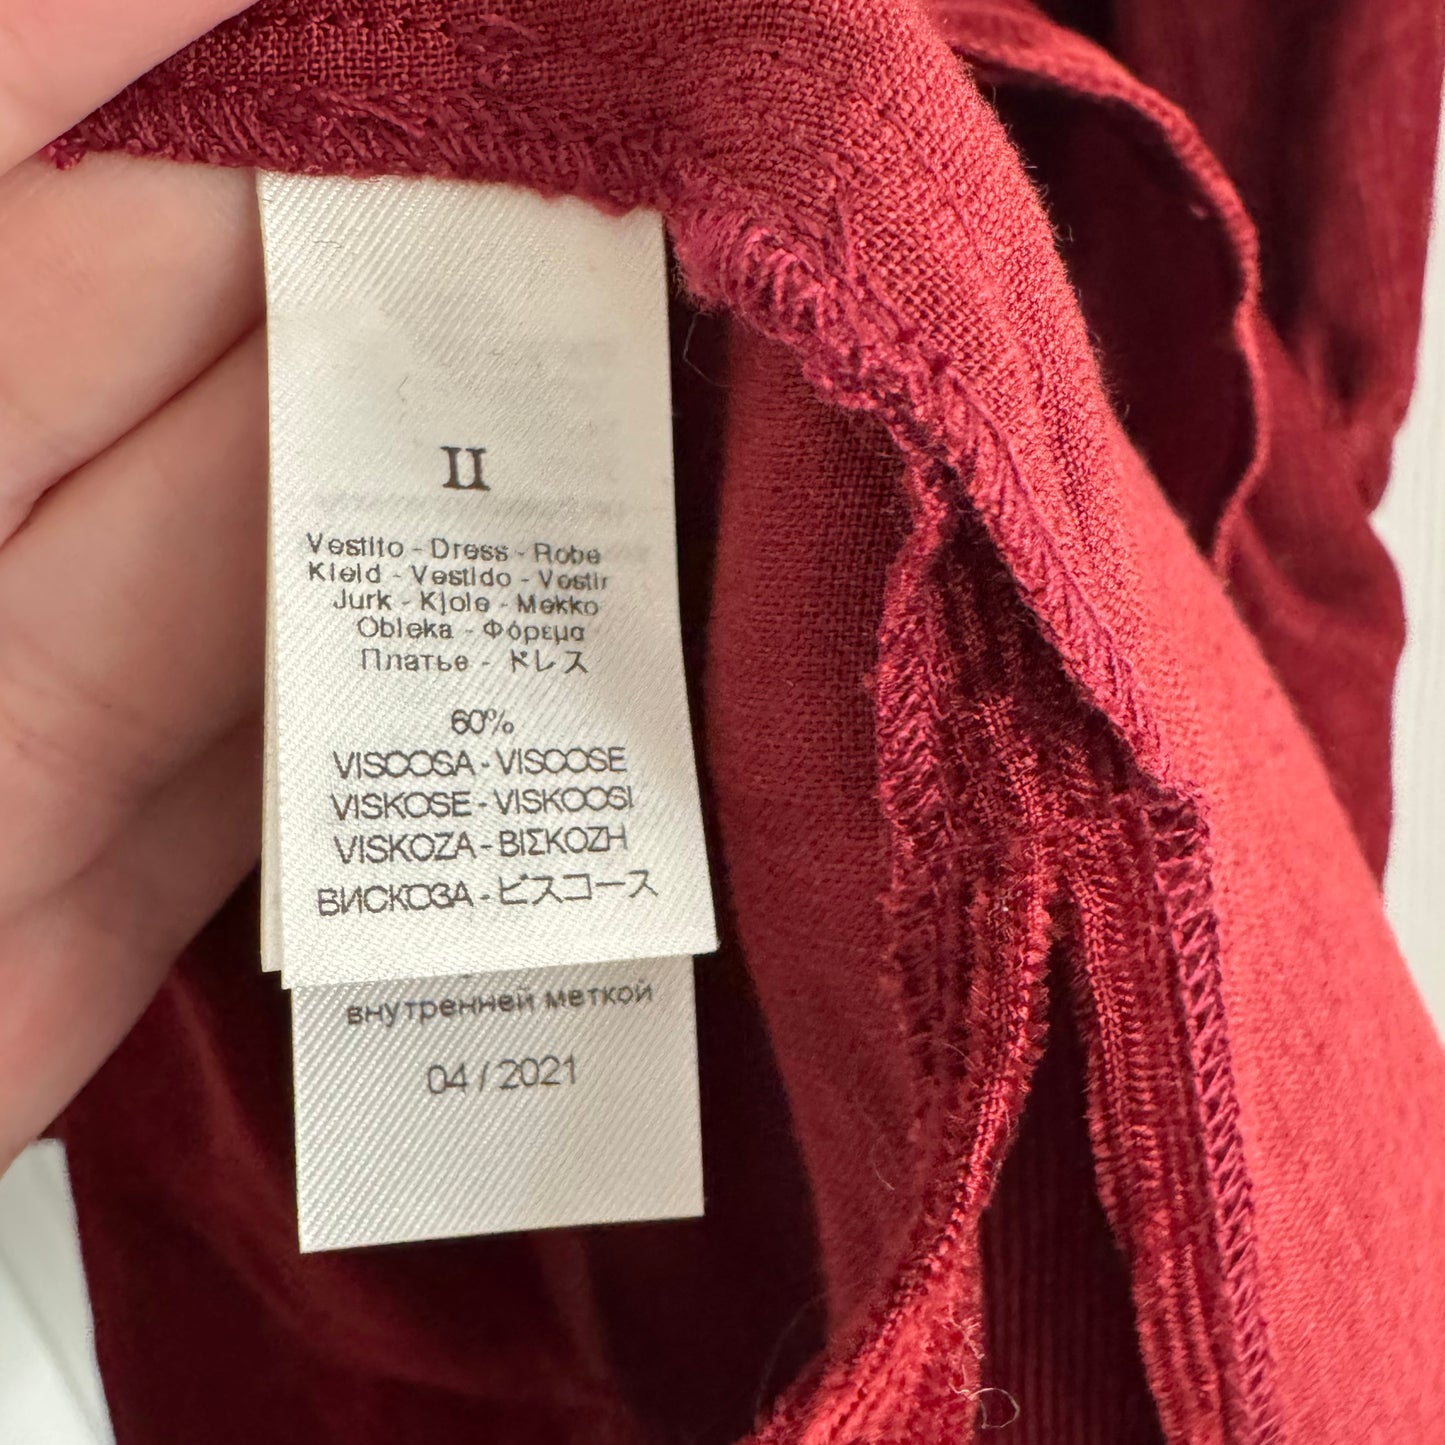 II
Vestito - Dress - Robe
Kleid - Vestido - Vestir
Jurk - Kjole - Mekko
Obleka - Φόρεμα
Платье - ドレス
60%
VISCOSA - VISCOSE
VISKOSE - VISKOOSI
VISKOZA - ΒΙΣΚΟΖΗ
ВИСКОЗА - ビスコース
внутренней меткой
04 / 2021